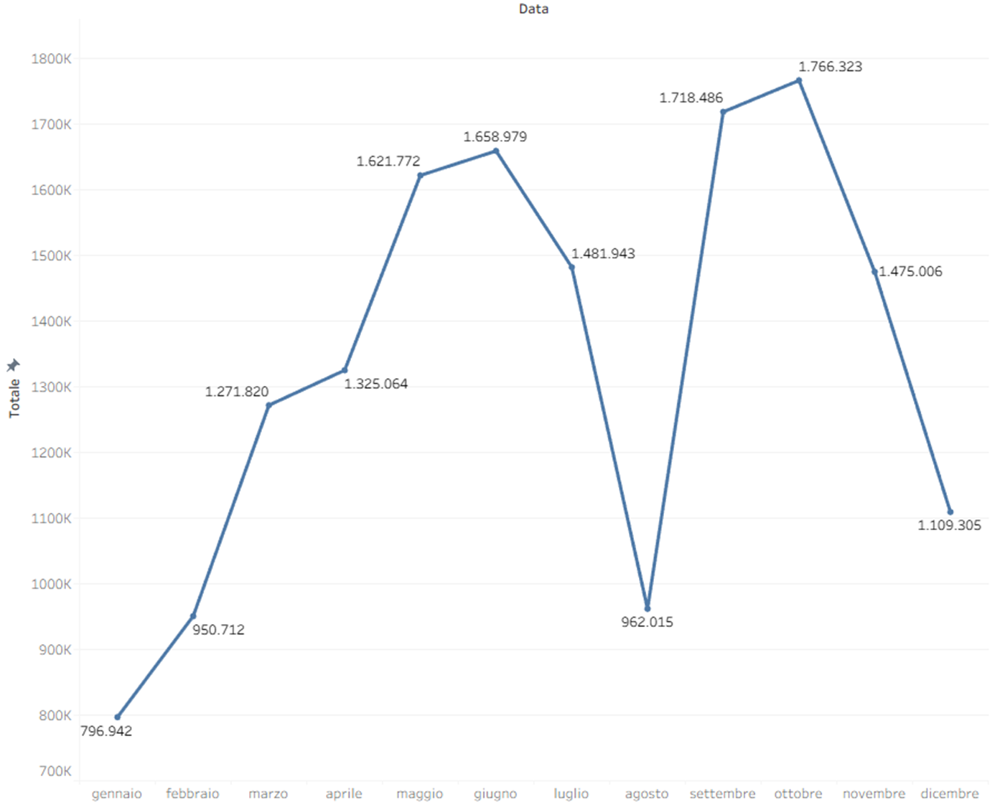 Data
1800K
1700K
1600K
1500K
1400K
1300K
1200K
1100K
1000K
900K
800K
700K
Totale
796.942
950.712
1.271.820
1.325.064
1.621.772
1.658.979
1.481.943
962.015
1.718.486
1.766.323
1.475.006
1.109.305
gennaio febbraio marzo aprile maggio giugno luglio agosto settembre ottobre novembre dicembre